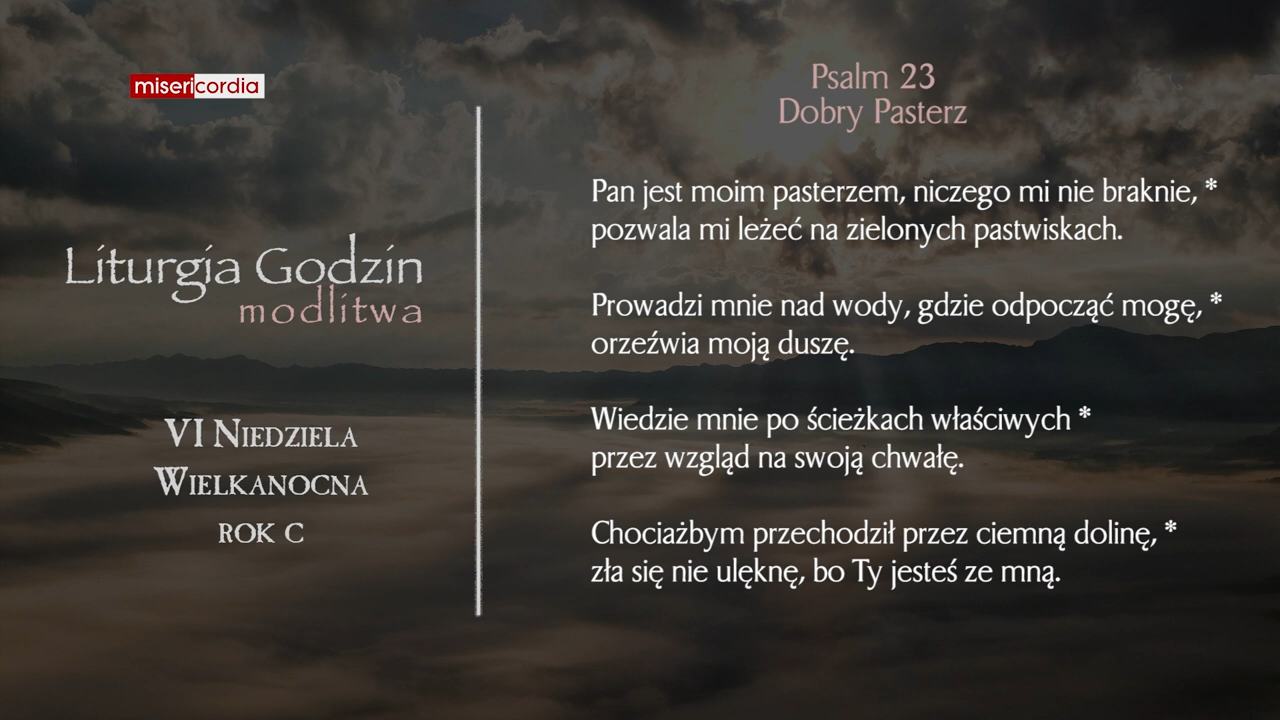 misericordia
Liturgia Godzin
modlitwa
VI Niedziela
Wielkanocna
rok C
Psalm 23
Dobry Pasterz
Pan jest moim pasterzem, niczego mi nie braknie, *
pozwala mi leżeć na zielonych pastwiskach.
Prowadzi mnie nad wody, gdzie odpocząć mogę, *
orzeźwia moją duszę.
Wiedzie mnie po ścieżkach właściwych *
przez wzgląd na swoją chwałę.
Chociażbym przechodził przez ciemną dolinę, *
zła się nie ulęknę, bo Ty jesteś ze mną.